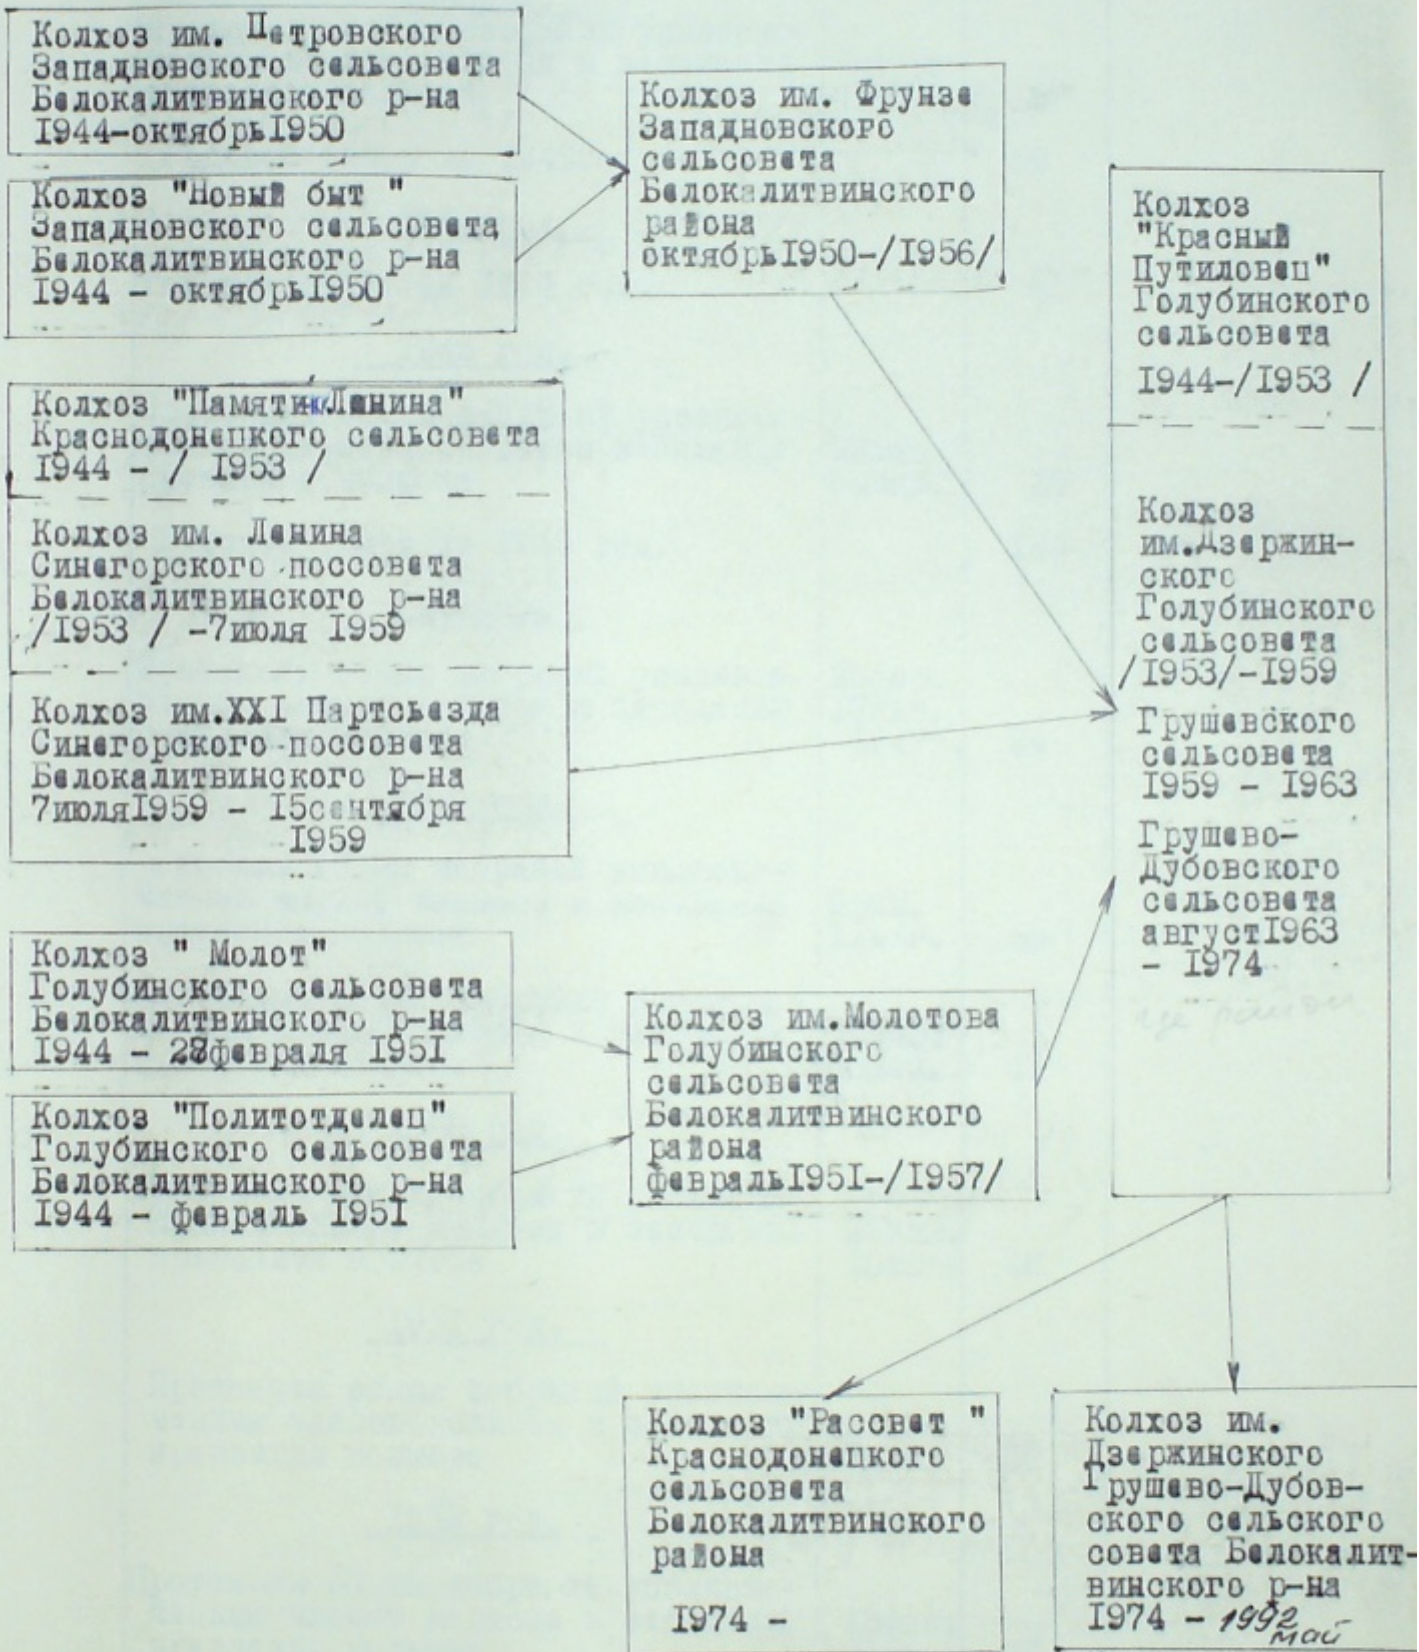 Колхоз им. Петровского
Западновского сельсовета
Белокалитвинского р-на
1944-октябрь1950
Колхоз "Новый быт "
Западновского сельсовета
Белокалитвинского р-на
1944 - октябрь1950
Колхоз им. Фрунзе
Западновского
сельсовета
Белокалитвинского
района
октябрь1950-/1956/
Колхоз "Памяти Ленина"
Краснодонецкого сельсовета
1944 - / 1953 /
Колхоз им. Ленина
Синегорского поссовета
Белокалитвинского р-на
/1953 / -7июля 1959
Колхоз им.XXI Партсьезда
Синегорского поссовета
Белокалитвинского р-на
7июля1959 - 15сентября
1959
Колхоз " Молот"
Голубинского сельсовета
Белокалитвинского р-на
1944 - 28февраля 1951
Колхоз "Политотделец"
Голубинского сельсовета
Белокалитвинского р-на
1944 - февраль 1951
Колхоз им.Молотова
Голубинского
сельсовета
Белокалитвинского
района
февраль1951-/1957/
Колхоз
"Красный
Путиловец"
Голубинского
сельсовета
1944-/1953 /
Колхоз
им.Дзержин-
ского
Голубинского
сельсовета
/1953/-1959
Грушевского
сельсовета
1959 - 1963
Грушево-
Дубовского
сельсовета
август1963
- 1974
где район
Колхоз "Рассвет "
Краснодонецкого
сельсовета
Белокалитвинского
района
1974 -
Колхоз им.
Дзержинского
Грушево-Дубов-
ского сельского
совета Белокалит-
винского р-на
1974 - 1992
май